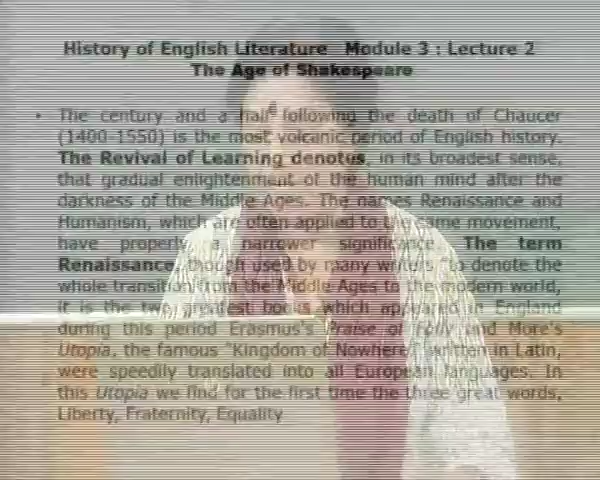 History of English Literature Module 3 : Lecture 2
The Age of Shakespeare
• The century and a half following the death of Chaucer
(1400-1550) is the most volcanic period of English history.
The Revival of Learning denotes, in its broadest sense,
that gradual enlightenment of the human mind after the
darkness of the Middle Ages. The names Renaissance and
Humanism, which are often applied to the same movement,
have properly a narrower significance. The term
Renaissance, though used by many writers "to denote the
whole transition from the Middle Ages to the modern world,
it is the two greatest books which appeared in England
during this period Erasmus's Praise of Folly and More's
Utopia, the famous "Kingdom of Nowhere," written in Latin,
were speedily translated into all European languages. In
this Utopia we find for the first time the three great words,
Liberty, Fraternity, Equality